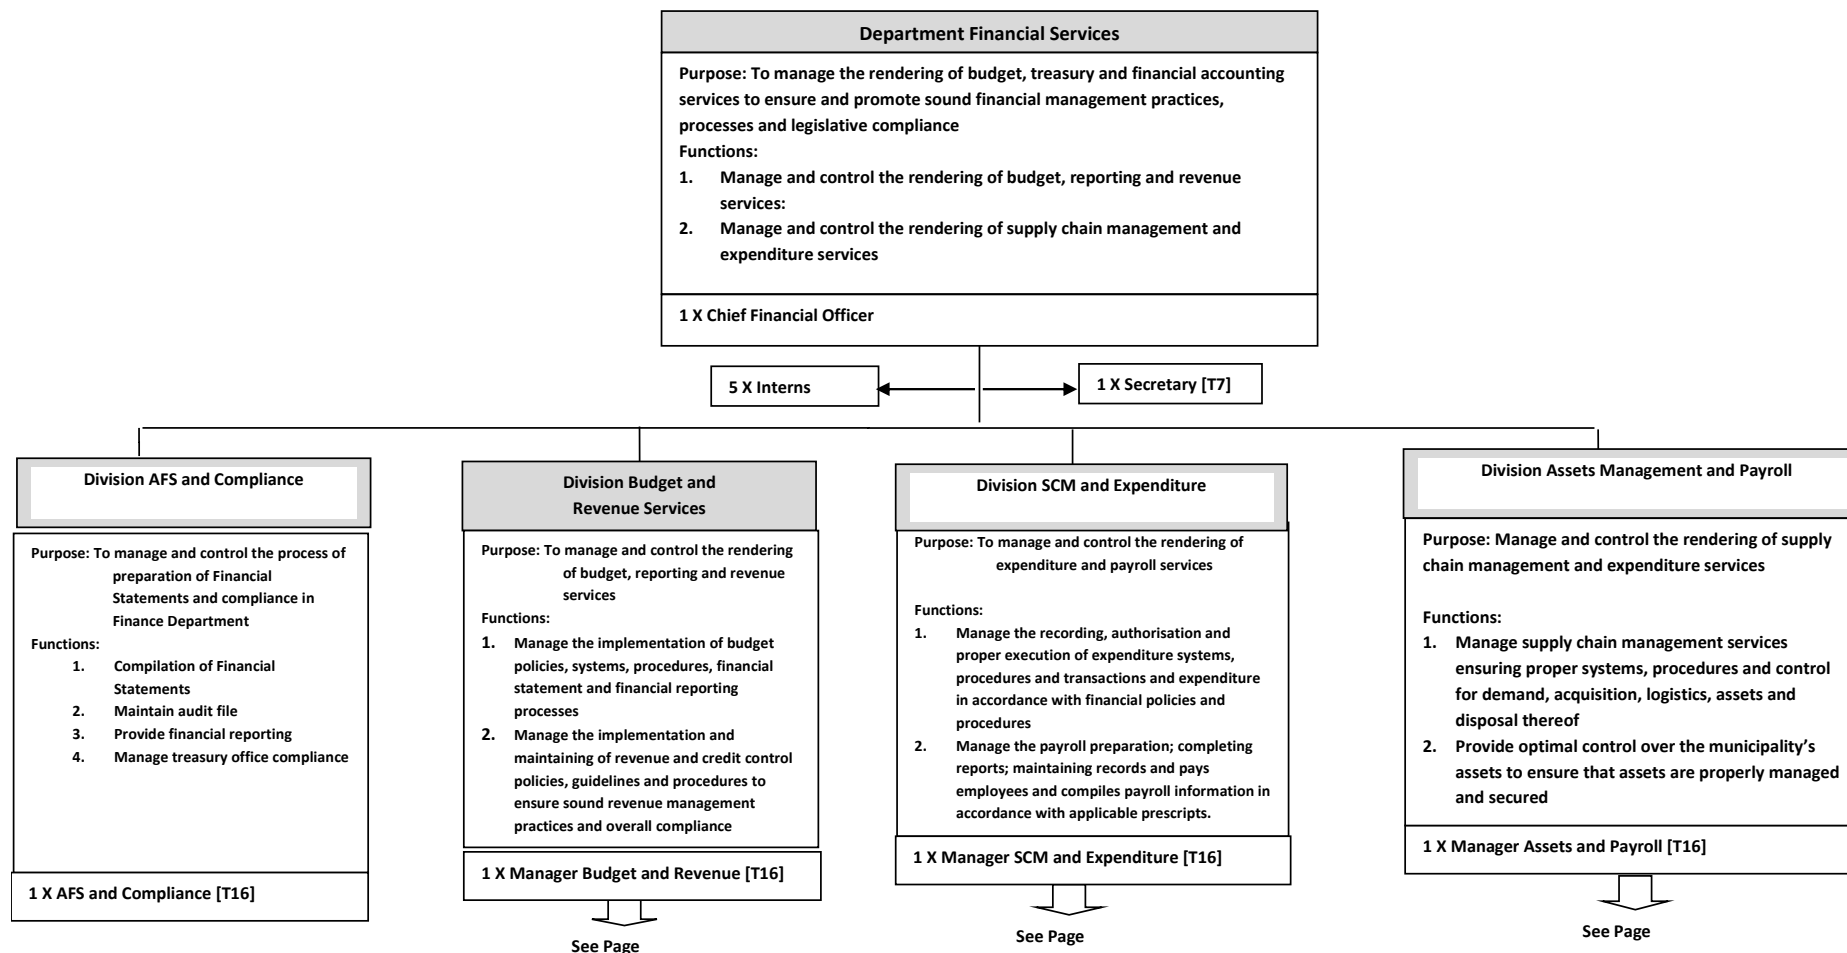 Department Financial Services
Purpose: To manage the rendering of budget, treasury and financial accounting
services to ensure and promote sound financial management practices,
processes and legislative compliance
Functions:
1. Manage and control the rendering of budget, reporting and revenue
services:
2. Manage and control the rendering of supply chain management and
expenditure services
1 X Chief Financial Officer
5 X Interns
1 X Secretary [T7]
Division AFS and Compliance
Purpose: To manage and control the process of
preparation of Financial
Statements and compliance in
Finance Department
Functions:
1. Compilation of Financial
Statements
2. Maintain audit file
3. Provide financial reporting
4. Manage treasury office compliance
1 X AFS and Compliance [T16]
Division Budget and
Revenue Services
Purpose: To manage and control the rendering
of budget, reporting and revenue
services
Functions:
1. Manage the implementation of budget
policies, systems, procedures, financial
statement and financial reporting
processes
2. Manage the implementation and
maintaining of revenue and credit control
policies, guidelines and procedures to
ensure sound revenue management
practices and overall compliance
1 X Manager Budget and Revenue [T16]
See Page
Division SCM and Expenditure
Purpose: To manage and control the rendering of
expenditure and payroll services
Functions:
1. Manage the recording, authorisation and
proper execution of expenditure systems,
procedures and transactions and expenditure
in accordance with financial policies and
procedures
2. Manage the payroll preparation; completing
reports; maintaining records and pays
employees and compiles payroll information in
accordance with applicable prescripts.
1 X Manager SCM and Expenditure [T16]
See Page
Division Assets Management and Payroll
Purpose: Manage and control the rendering of supply
chain management and expenditure services
Functions:
1. Manage supply chain management services
ensuring proper systems, procedures and control
for demand, acquisition, logistics, assets and
disposal thereof
2. Provide optimal control over the municipality’s
assets to ensure that assets are properly managed
and secured
1 X Manager Assets and Payroll [T16]
See Page